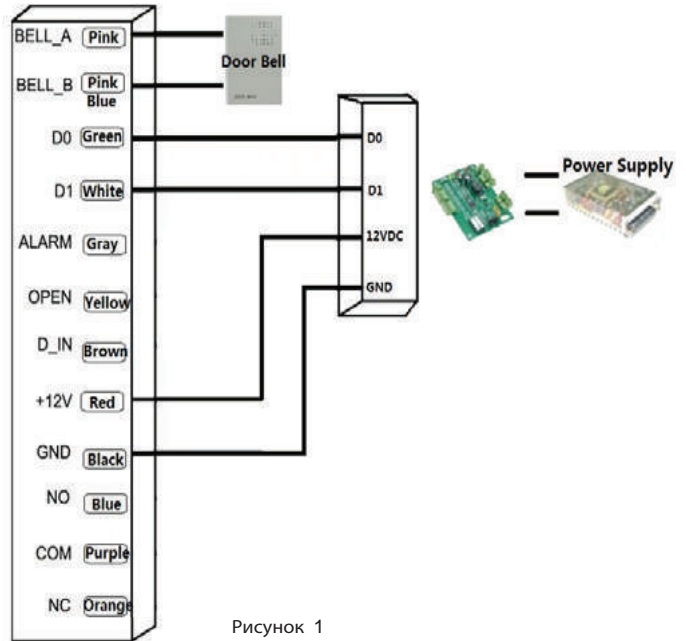 BELL_A Pink
BELL_B Pink
Blue
D0 Green
D1 White
ALARM Gray
OPEN Yellow
D_IN Brown
+12V Red
GND Black
NO Blue
COM Purple
NC Orange
Door Bell
D0
D1
12VDC
GND
Power Supply
Рисунок 1